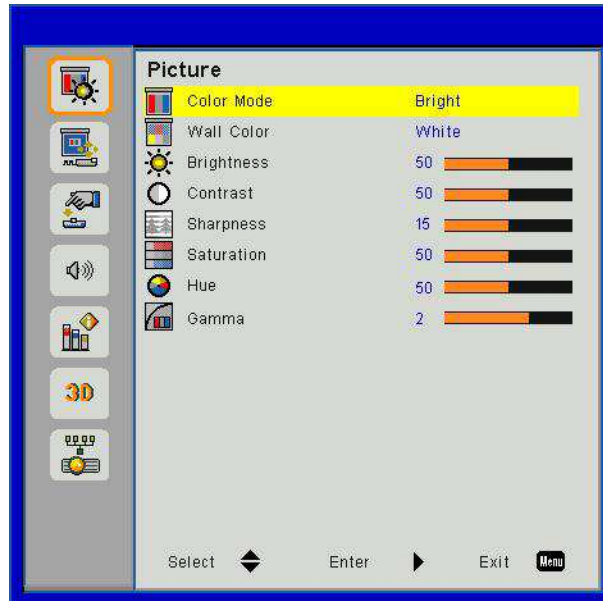 Picture
Color Mode Bright
Wall Color White
Brightness 50
Contrast 50
Sharpness 15
Saturation 50
Hue 50
Gamma 2
3D
Select Enter Exit Menu